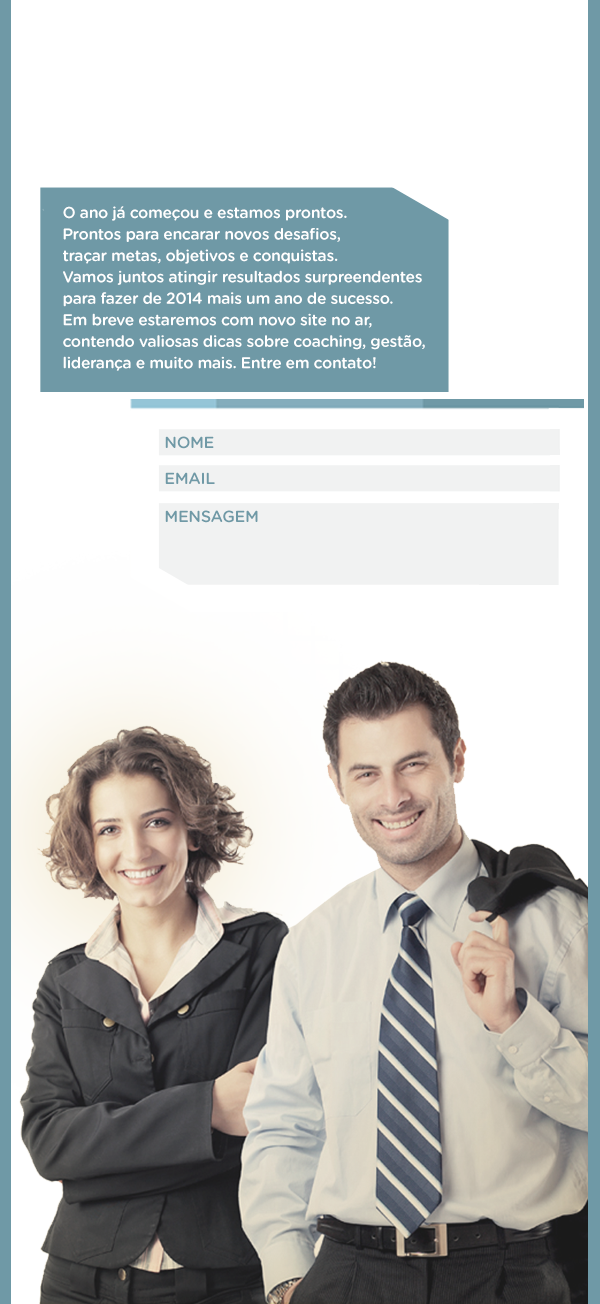 O ano já começou e estamos prontos.
Prontos para encarar novos desafios,
traçar metas, objetivos e conquistas.
Vamos juntos atingir resultados surpreendentes
para fazer de 2014 mais um ano de sucesso.
Em breve estaremos com novo site no ar,
contendo valiosas dicas sobre coaching, gestão,
liderança e muito mais. Entre em contato!
NOME
EMAIL
MENSAGEM